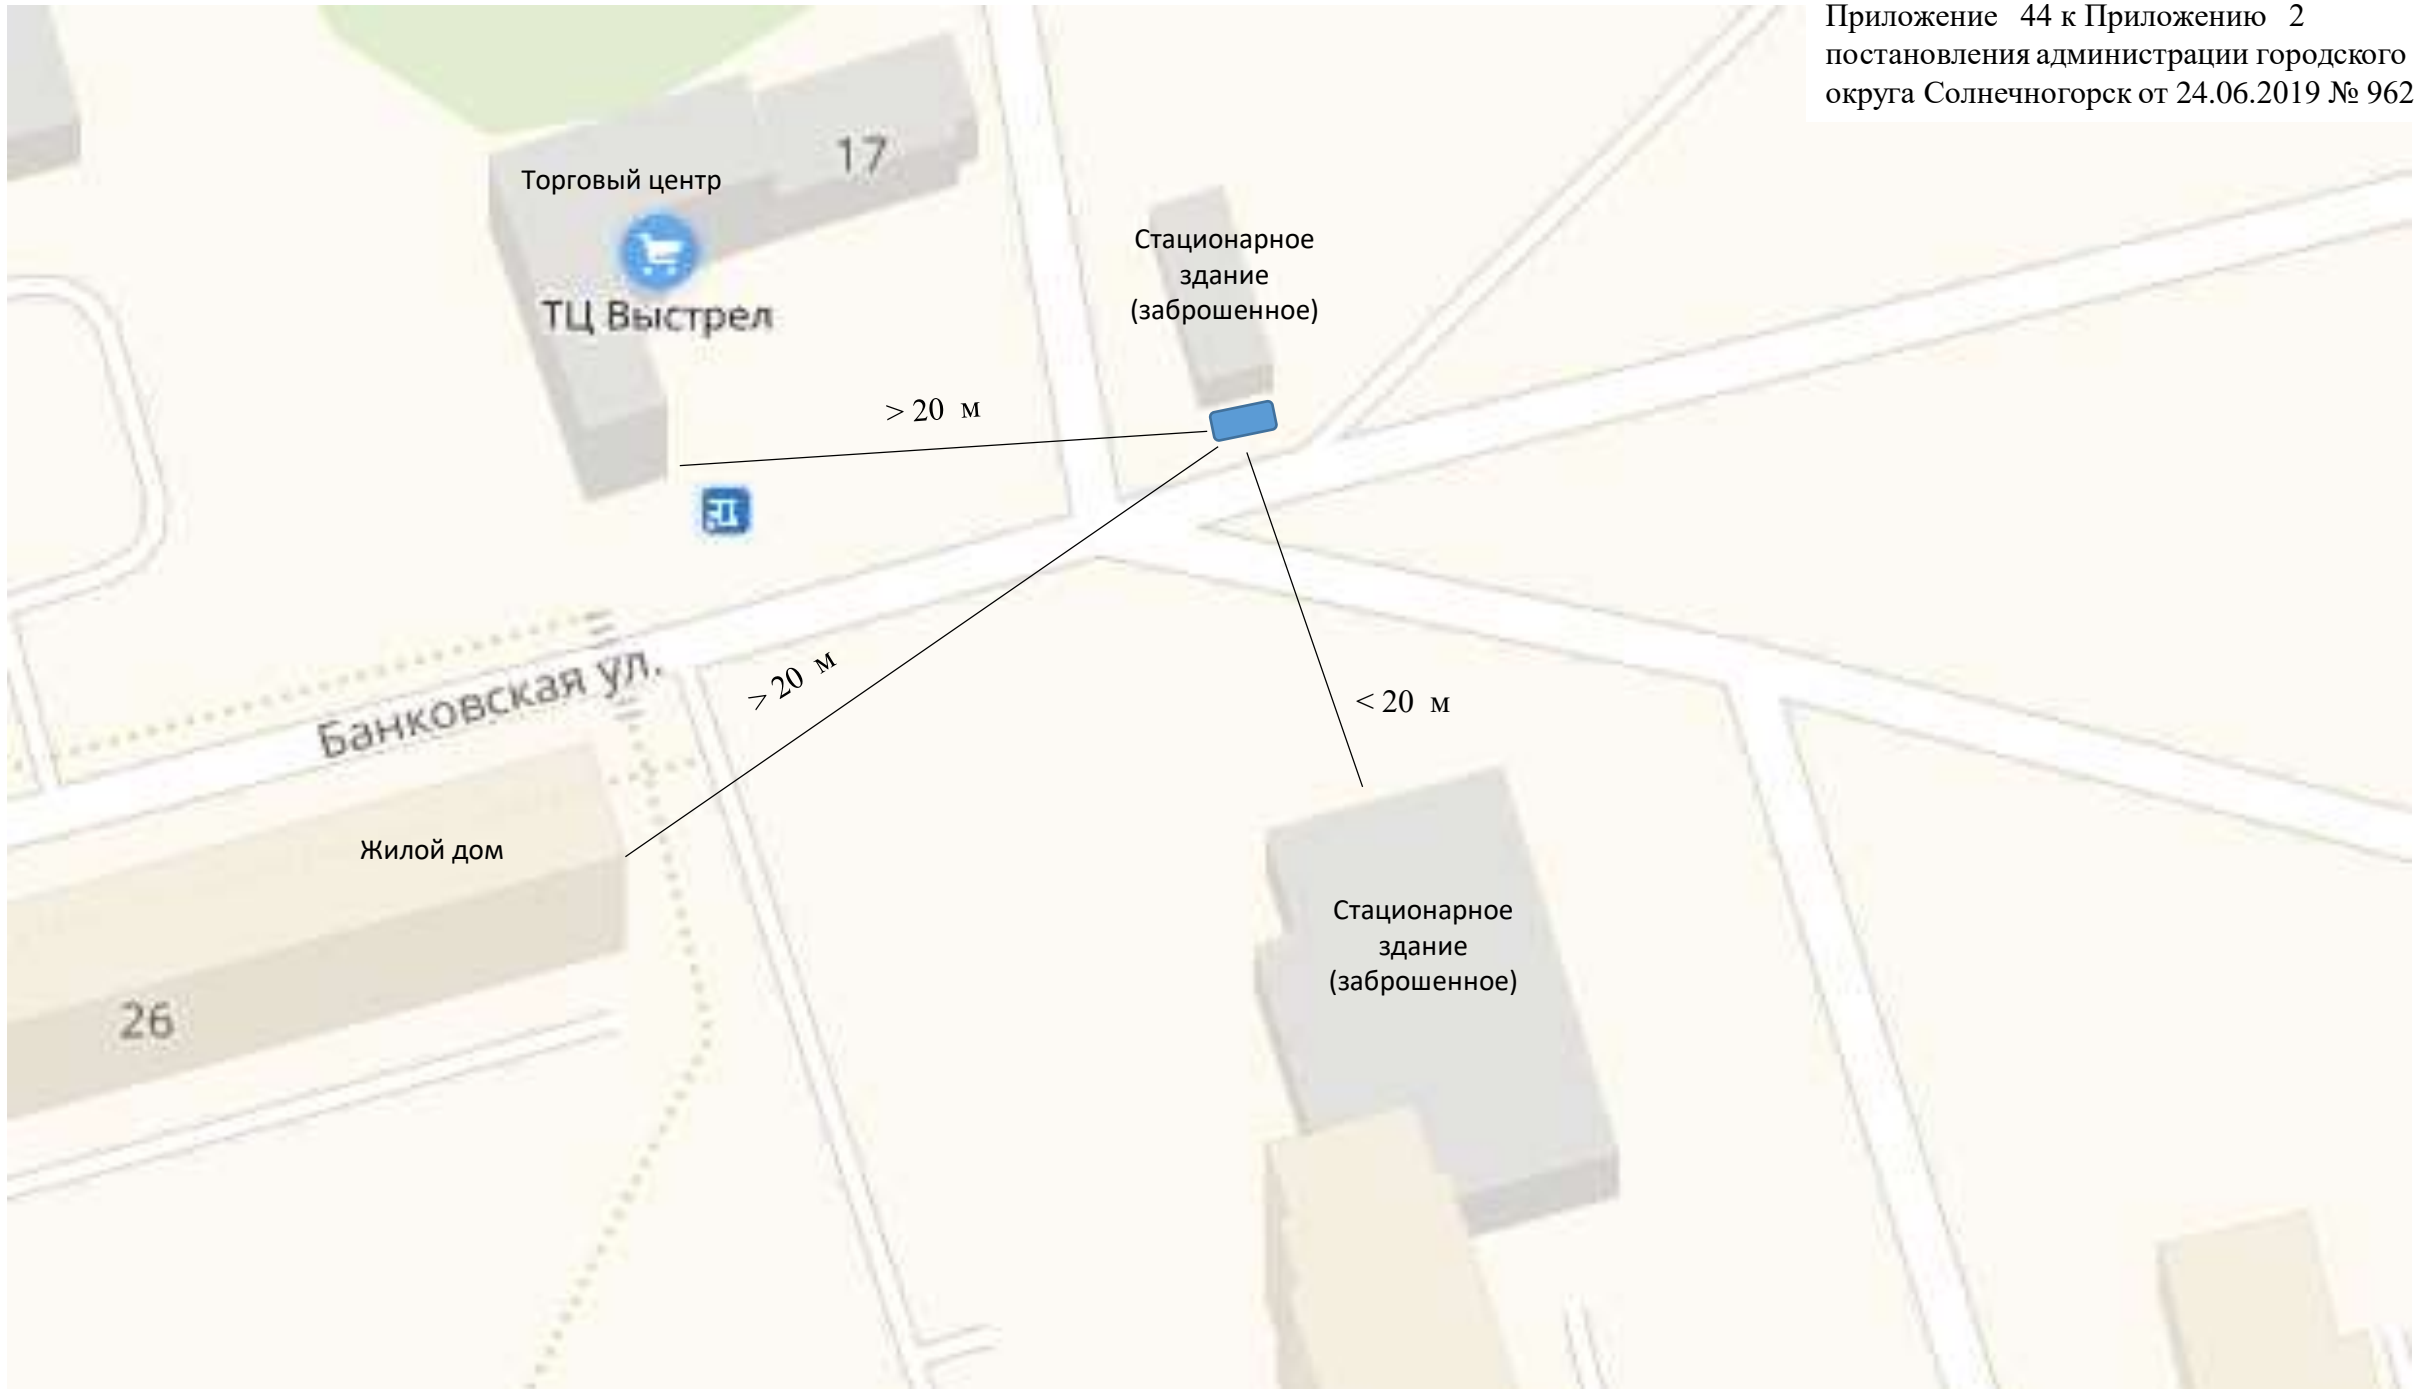 Приложение 44 к Приложению 2
постановления администрации городского
округа Солнечногорск от 24.06.2019 № 962
17
Торговый центр
ТЦ Выстрел
Стационарное
здание
(заброшенное)
> 20 м
> 20 м
< 20 м
Банковская ул.
Жилой дом
26
Стационарное
здание
(заброшенное)